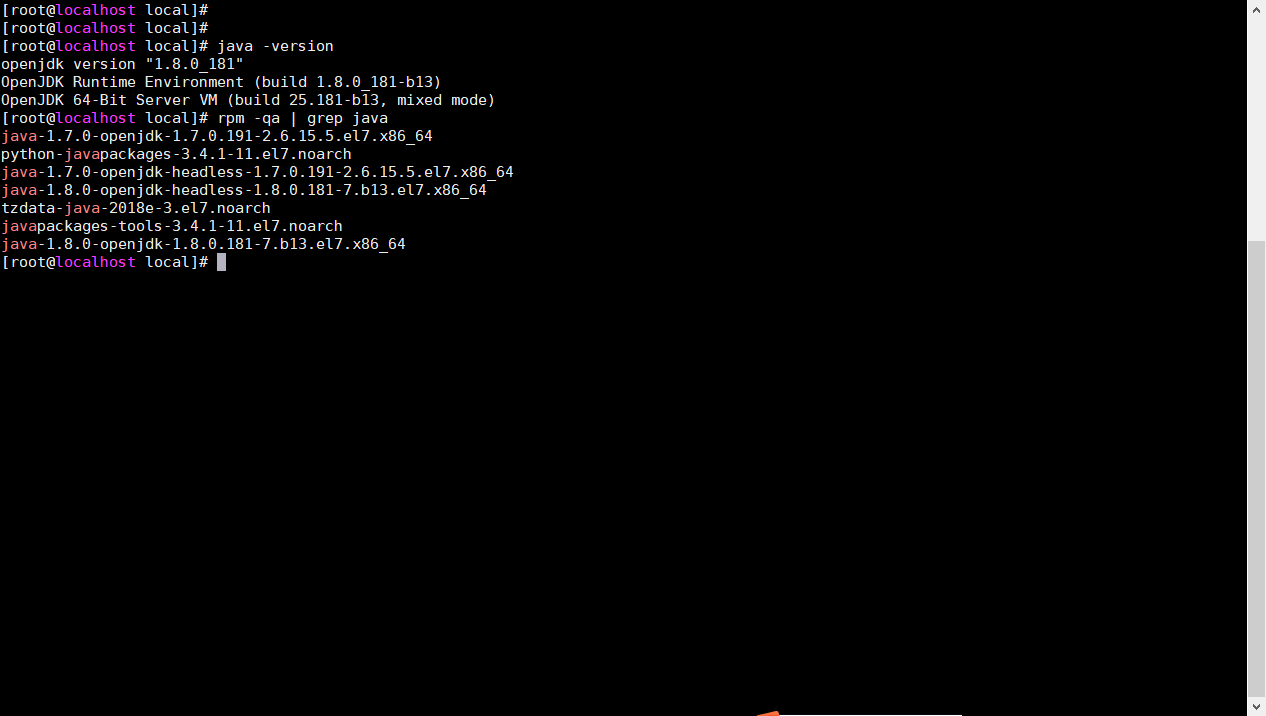 [root@localhost local]#
[root@localhost local]#
[root@localhost local]# java -version
openjdk version "1.8.0_181"
OpenJDK Runtime Environment (build 1.8.0_181-b13)
OpenJDK 64-Bit Server VM (build 25.181-b13, mixed mode)
[root@localhost local]# rpm -qa | grep java
java-1.7.0-openjdk-1.7.0.191-2.6.15.5.el7.x86_64
python-javapackages-3.4.1-11.el7.noarch
java-1.7.0-openjdk-headless-1.7.0.191-2.6.15.5.el7.x86_64
java-1.8.0-openjdk-headless-1.8.0.181-7.b13.el7.x86_64
tzdata-java-2018e-3.el7.noarch
javapackages-tools-3.4.1-11.el7.noarch
java-1.8.0-openjdk-1.8.0.181-7.b13.el7.x86_64
[root@localhost local]#